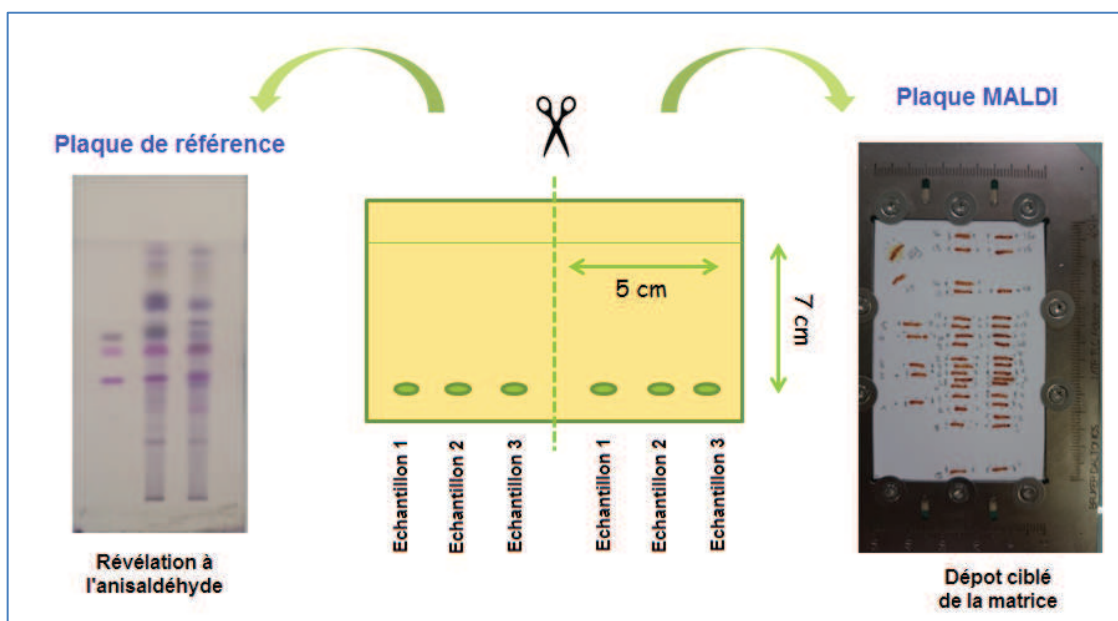 Plaque de référence
Plaque MALDI
5 cm
7 cm
Echantillon 1
Echantillon 2
Echantillon 3
Echantillon 1
Echantillon 2
Echantillon 3
Révélation à
l'anisaldéhyde
Dépot ciblé
de la matrice